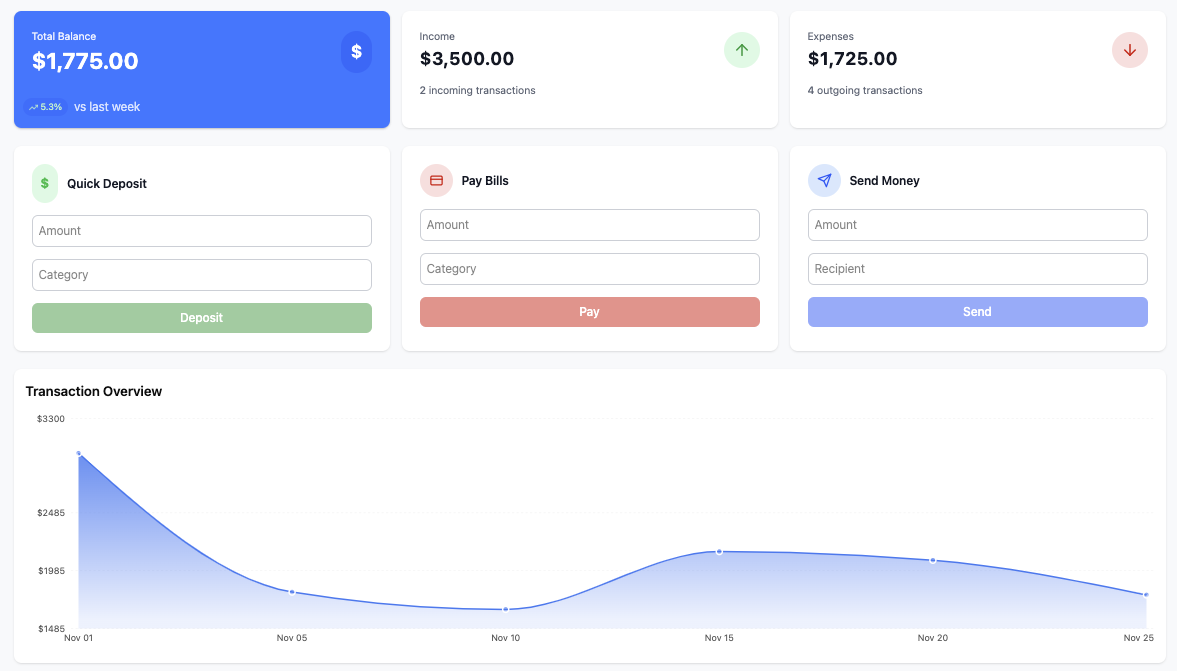 Total Balance
$1,775.00
$
5.3% vs last week
Income
$3,500.00
2 incoming transactions
Expenses
$1,725.00
4 outgoing transactions
$ Quick Deposit
Amount
Category
Deposit
Pay Bills
Amount
Category
Pay
Send Money
Amount
Recipient
Send
Transaction Overview
$3300
$2485
$1985
$1485
Nov 01 Nov 05 Nov 10 Nov 15 Nov 20 Nov 25